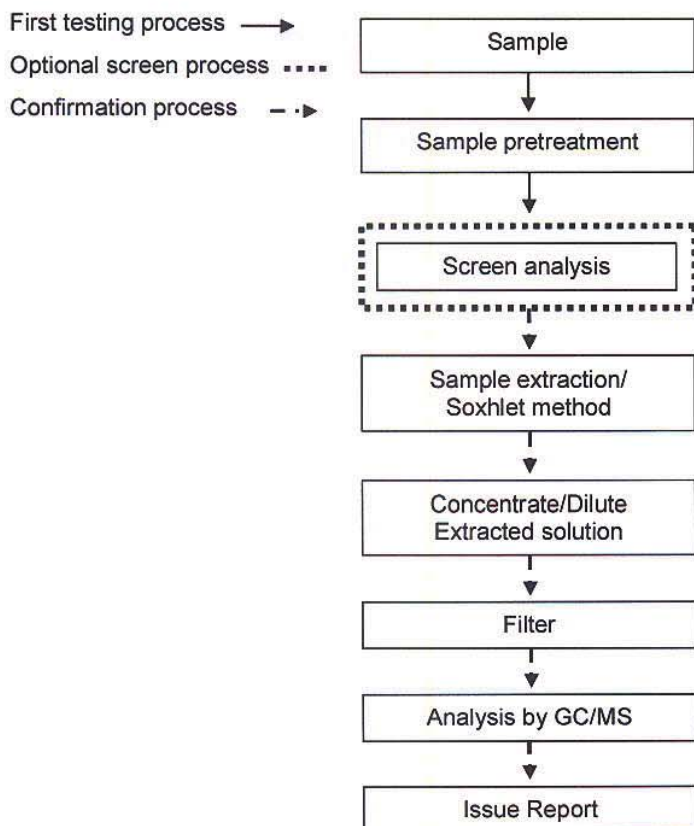 First testing process
Optional screen process
Confirmation process
Sample
Sample pretreatment
Screen analysis
Sample extraction/
Soxhlet method
Concentrate/Dilute
Extracted solution
Filter
Analysis by GC/MS
Issue Report